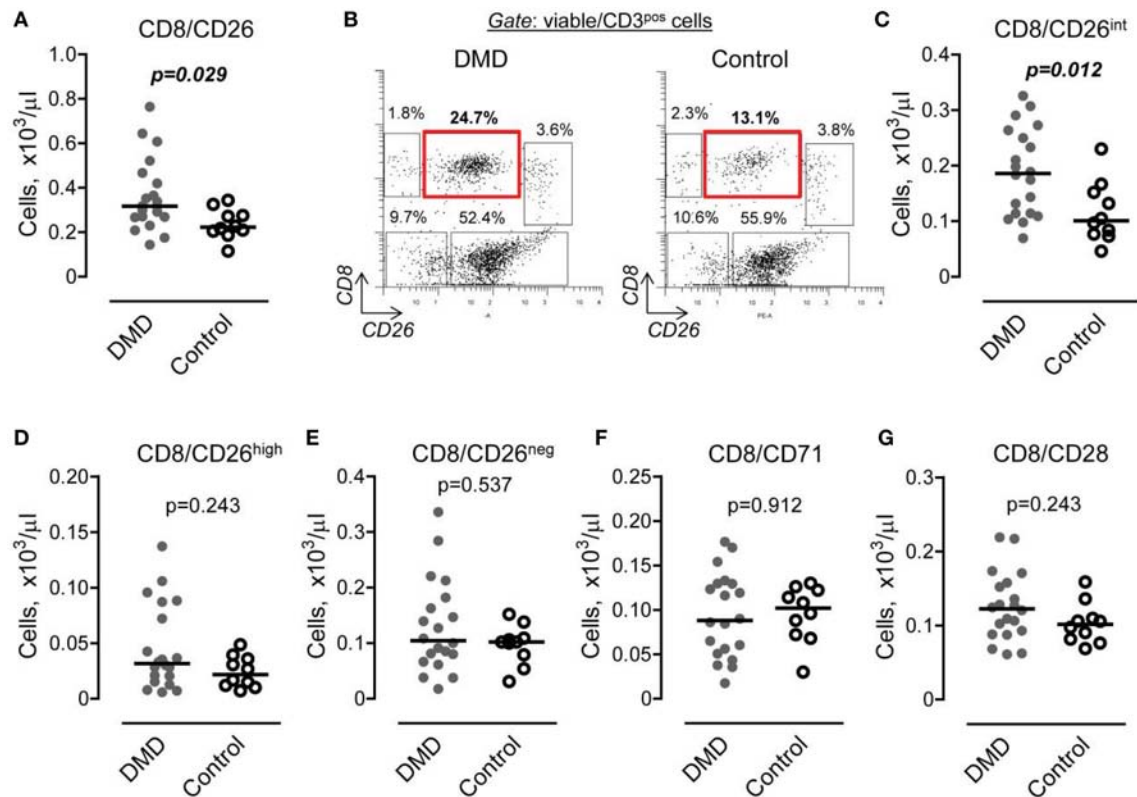 A
CD8/CD26
p=0.029
Cells, x10³/µl
1.0
0.8
0.6
0.4
0.2
0
DMD
Control
B
Gate: viable/CD3pos cells
DMD
Control
1.8%
24.7%
3.6%
9.7%
52.4%
2.3%
13.1%
3.8%
10.6%
55.9%
CD8
CD26
-A
CD8
CD26
PE-A
C
CD8/CD26int
p=0.012
Cells, x10³/µl
0.4
0.3
0.2
0.1
0
DMD
Control
D
CD8/CD26high
p=0.243
Cells, x10³/µl
0.20
0.15
0.10
0.05
0
DMD
Control
E
CD8/CD26neg
p=0.537
Cells, x10³/µl
0.4
0.3
0.2
0.1
0
DMD
Control
F
CD8/CD71
p=0.912
Cells, x10³/µl
0.25
0.20
0.15
0.10
0.05
0
DMD
Control
G
CD8/CD28
p=0.243
Cells, x10³/µl
0.3
0.2
0.1
0
DMD
Control